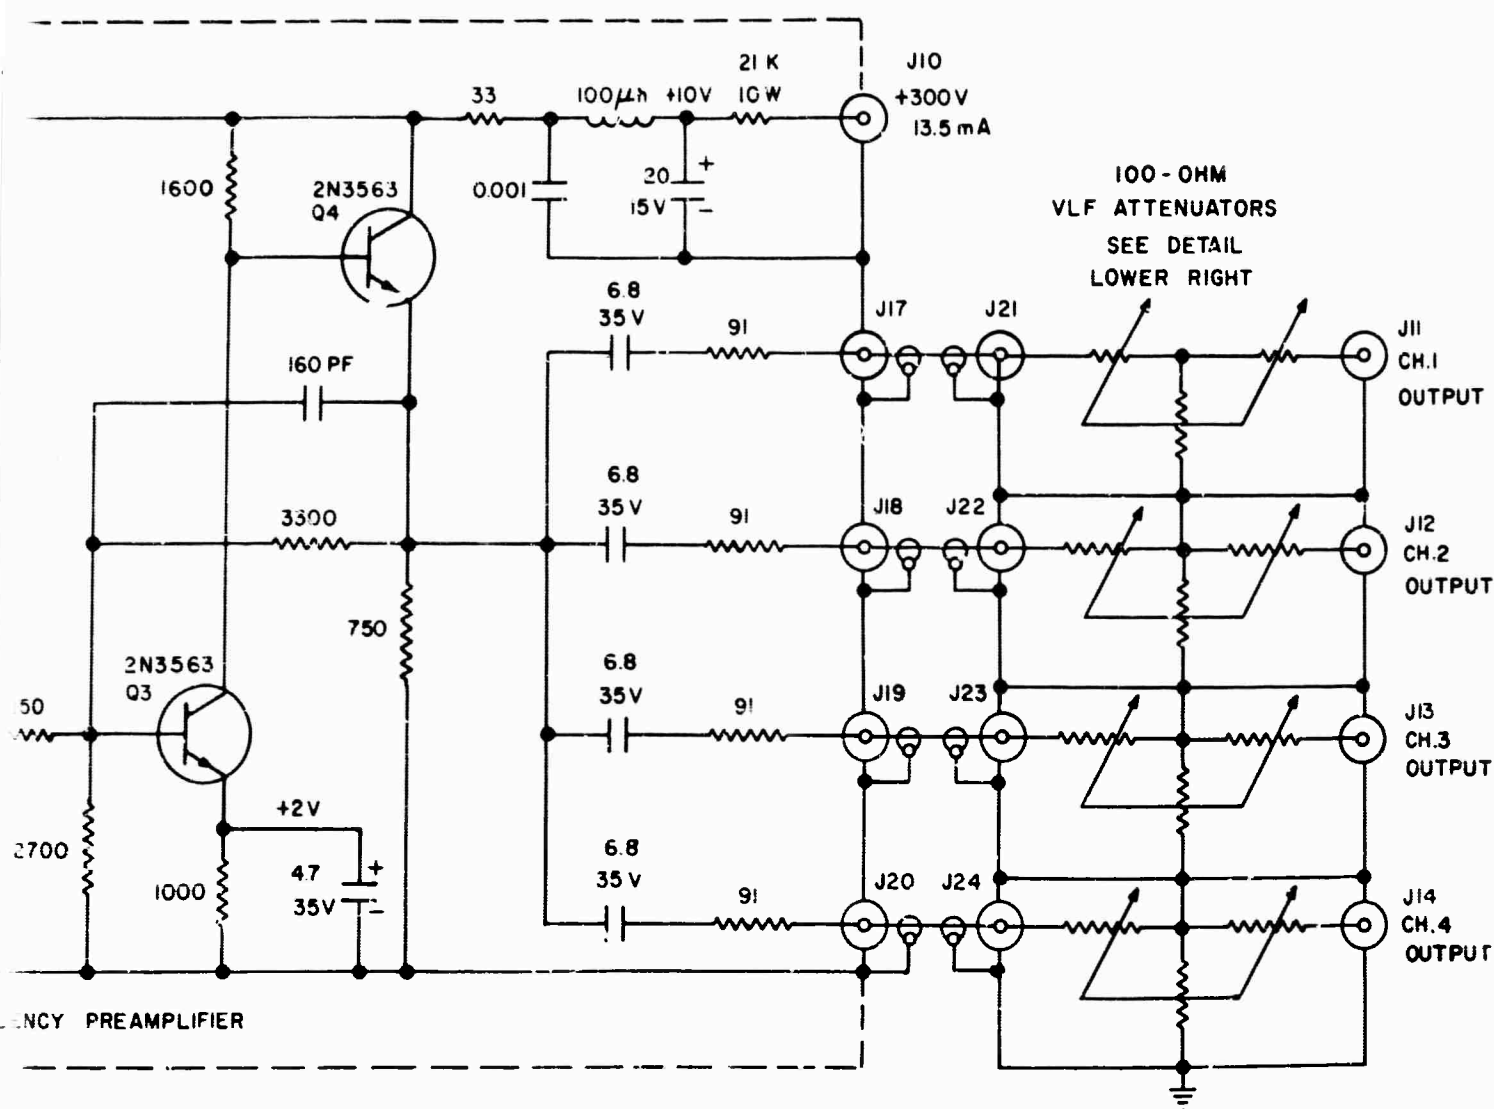 21 K
10W
J10
+300V
13.5mA
33
100µh
+10V
1600
2N3563
Q4
0.001
20
+
15V
−
100-OHM
VLF ATTENUATORS
SEE DETAIL
LOWER RIGHT
6.8
35V
91
J17
J21
J11
CH.1
OUTPUT
160 PF
6.8
35V
91
J18
J22
J12
CH.2
OUTPUT
3300
750
2N3563
Q3
50
6.8
35V
91
J19
J23
J13
CH.3
OUTPUT
+2V
2700
1000
4.7
+
35V
−
6.8
35V
91
J20
J24
J14
CH.4
OUTPUT
ENCY PREAMPLIFIER